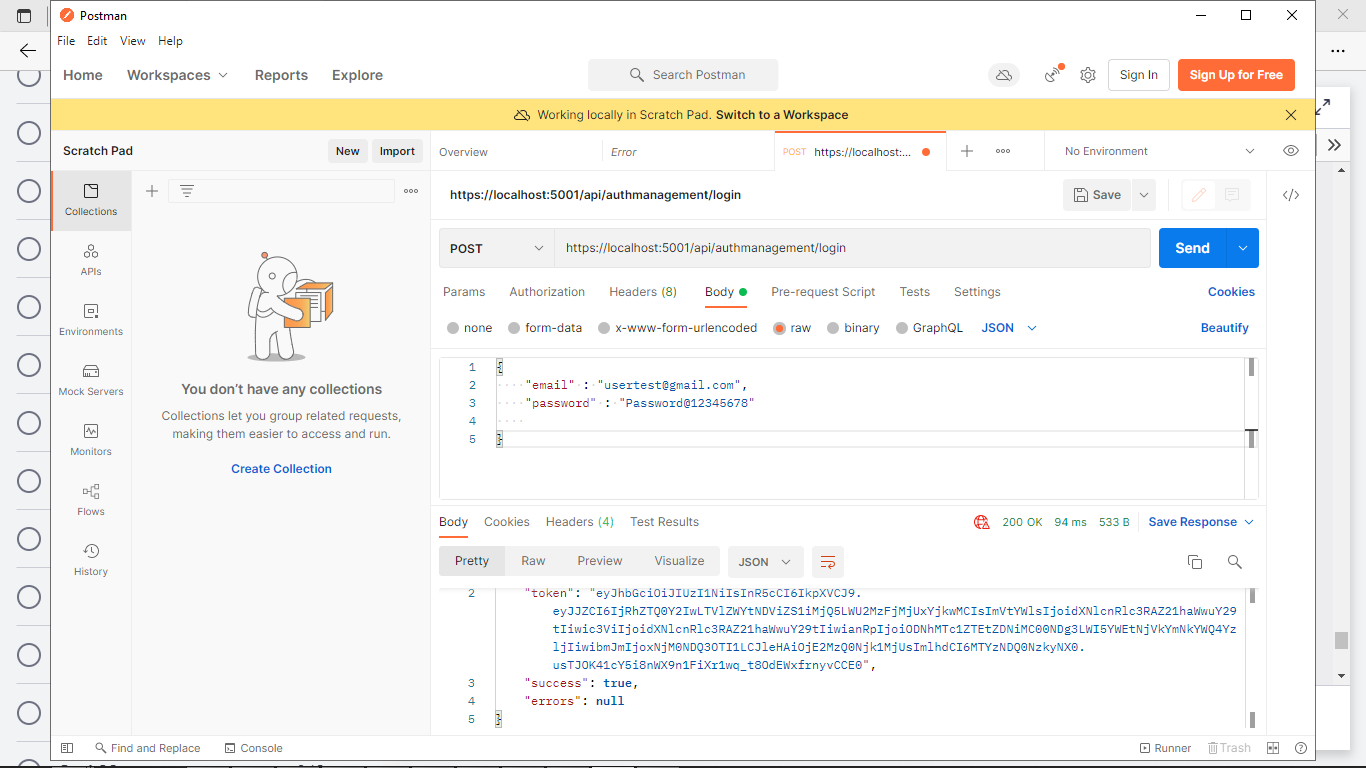 Postman
File Edit View Help
Home Workspaces Reports Explore Search Postman Sign In Sign Up for Free
Working locally in Scratch Pad. Switch to a Workspace
Scratch Pad New Import Overview Error POST https://localhost:... No Environment
https://localhost:5001/api/authmanagement/login Save
Collections
APIs
Environments
Mock Servers
Monitors
Flows
History
You don't have any collections
Collections let you group related requests,
making them easier to access and run.
Create Collection
POST https://localhost:5001/api/authmanagement/login Send
Params Authorization Headers (8) Body Pre-request Script Tests Settings Cookies
none form-data x-www-form-urlencoded raw binary GraphQL JSON Beautify
1 {
2 "email" : "usertest@gmail.com",
3 "password" : "Password@12345678"
4
5 }
Body Cookies Headers (4) Test Results 200 OK 94 ms 533 B Save Response
Pretty Raw Preview Visualize JSON
2 "token": "eyJhbGciOiJIUzI1NiIsInR5cCI6IkpXVCJ9.
eyJJZCI6IjRhZTQ0Y2IwLTVlZWYtNDViZS1iMjQ5LWU2MzFjMjUxYjkwMCIsImVtYWlsIjoidXNlcnRlc3RAZ21haWwuY29
tIiwic3ViIjoidXNlcnRlc3RAZ21haWwuY29tIiwianRpIjoiODNhMTc1ZTEtZDNiMC00NDg3LWI5YWEtNjVkYmNkYWQ4Yz
ljIiwibmJmIjoxNjM0NDQ3OTI1LCJleHAiOjE2MzQ0Njk1MjUsImlhdCI6MTYzNDQ0NzkyNX0.
usTJOK41cY5i8nWX9n1FiXr1wq_t8OdEWxfrnyvCCE0",
3 "success": true,
4 "errors": null
5 }
Find and Replace Console Runner Trash